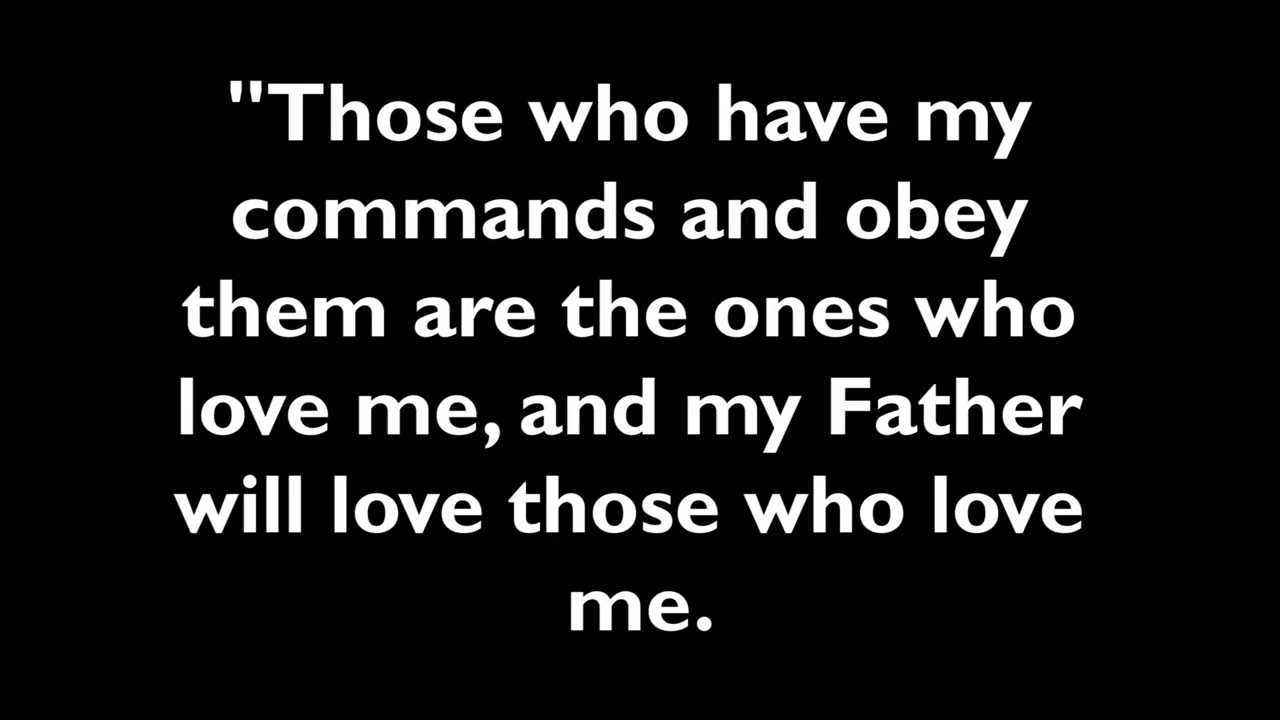 "Those who have my
commands and obey
them are the ones who
love me, and my Father
will love those who love
me.